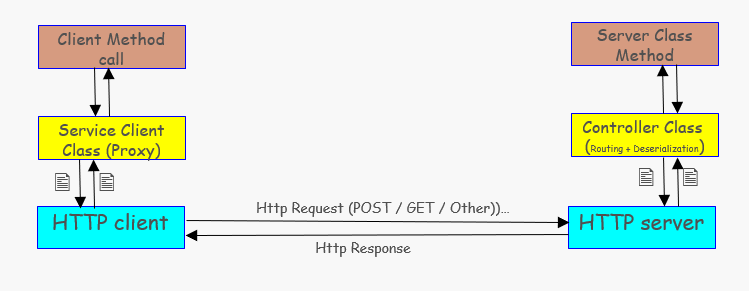 Client Method
call
Server Class
Method
Service Client
Class (Proxy)
Controller Class
(Routing + Deserialization)
HTTP client
Http Request (POST / GET / Other))...
HTTP server
Http Response